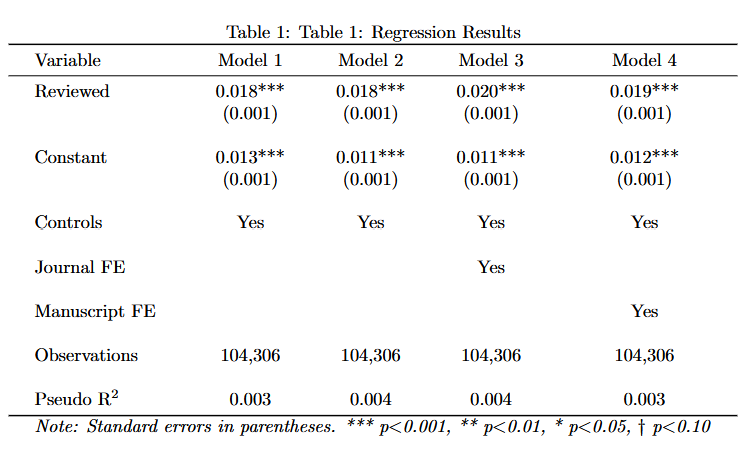 Table 1: Table 1: Regression Results
Variable Model 1 Model 2 Model 3 Model 4
Reviewed 0.018*** 0.018*** 0.020*** 0.019***
(0.001) (0.001) (0.001) (0.001)
Constant 0.013*** 0.011*** 0.011*** 0.012***
(0.001) (0.001) (0.001) (0.001)
Controls Yes Yes Yes Yes
Journal FE Yes
Manuscript FE Yes
Observations 104,306 104,306 104,306 104,306
Pseudo R² 0.003 0.004 0.004 0.003
Note: Standard errors in parentheses. *** p<0.001, ** p<0.01, * p<0.05, † p<0.10